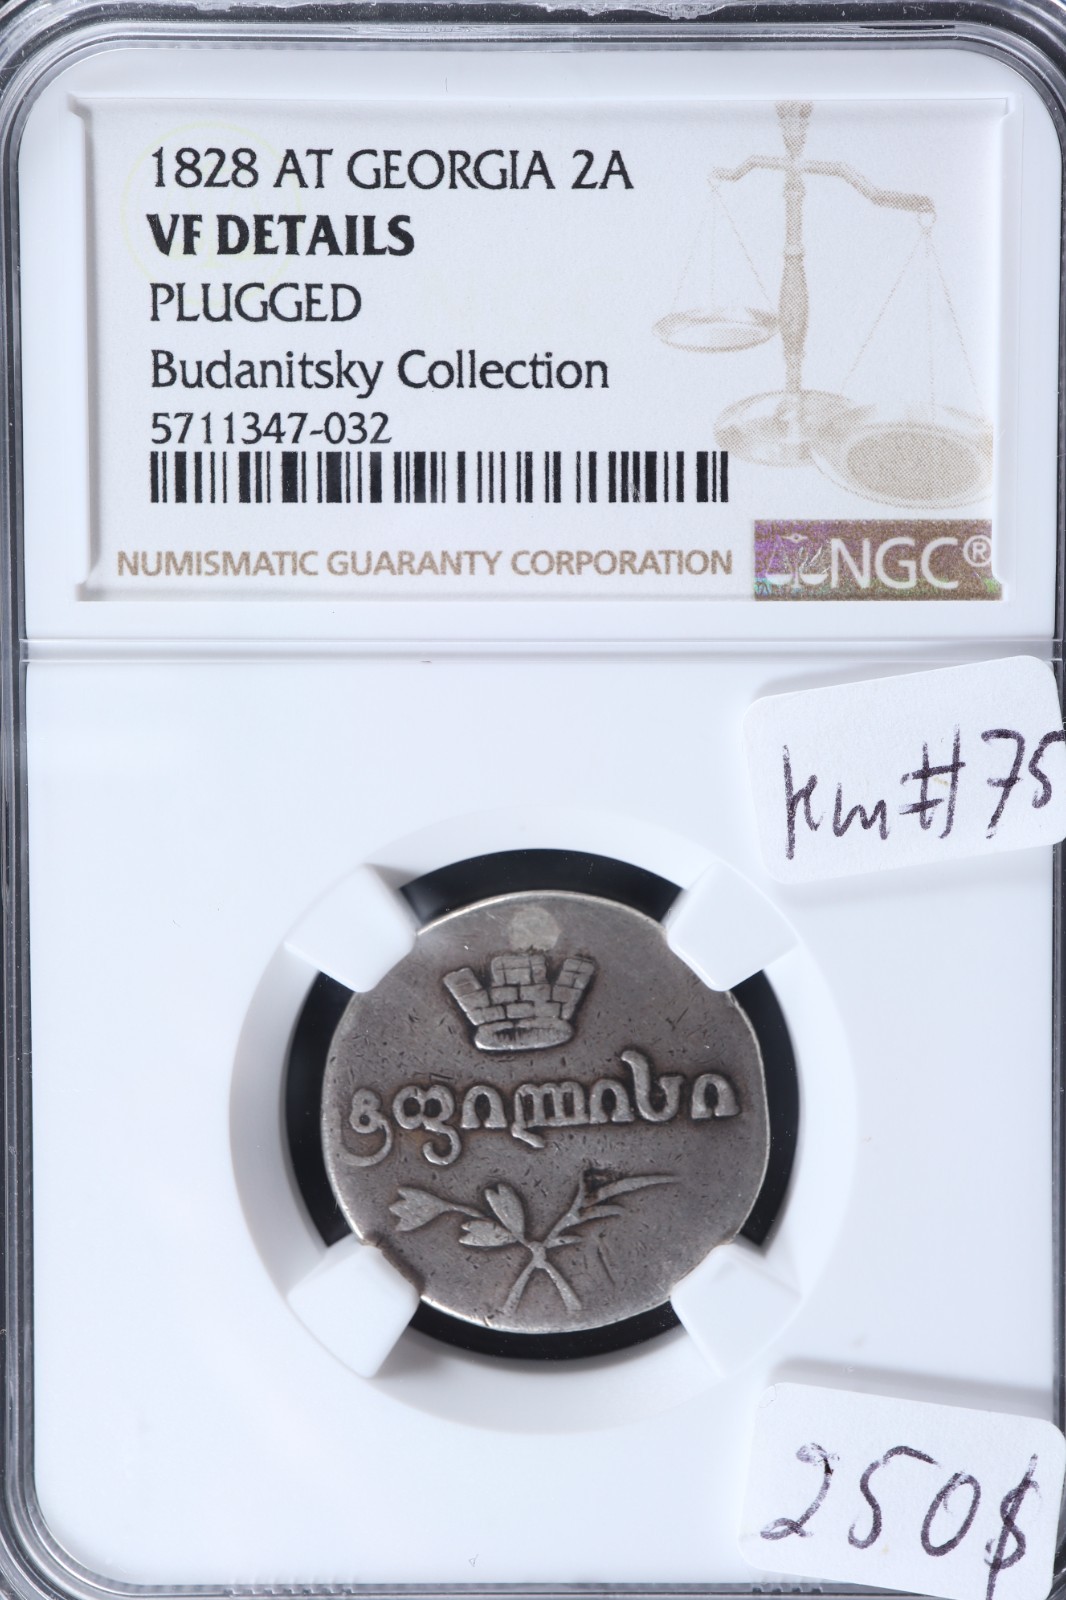 1828 AT GEORGIA 2A
VF DETAILS
PLUGGED
Budanitsky Collection
5711347-032
NUMISMATIC GUARANTY CORPORATION
NGC®
km#75
ტფილისი
250$